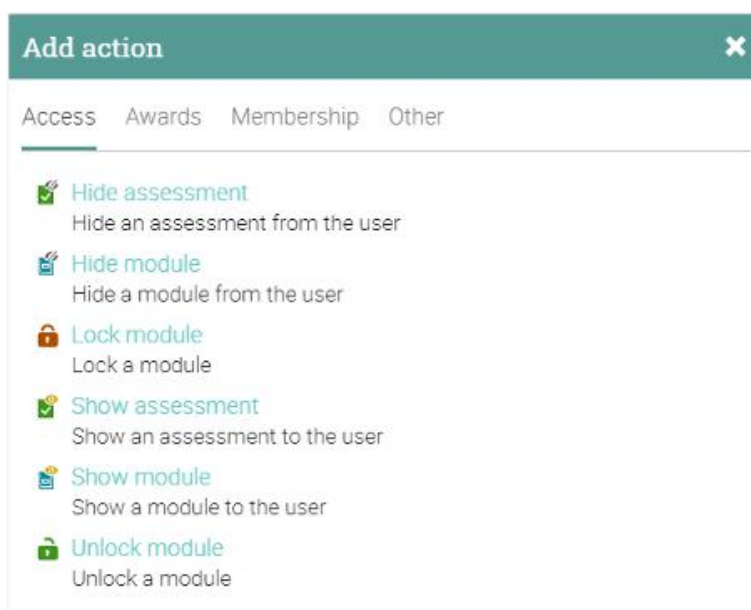 Add action
Access Awards Membership Other
Hide assessment
Hide an assessment from the user
Hide module
Hide a module from the user
Lock module
Lock a module
Show assessment
Show an assessment to the user
Show module
Show a module to the user
Unlock module
Unlock a module